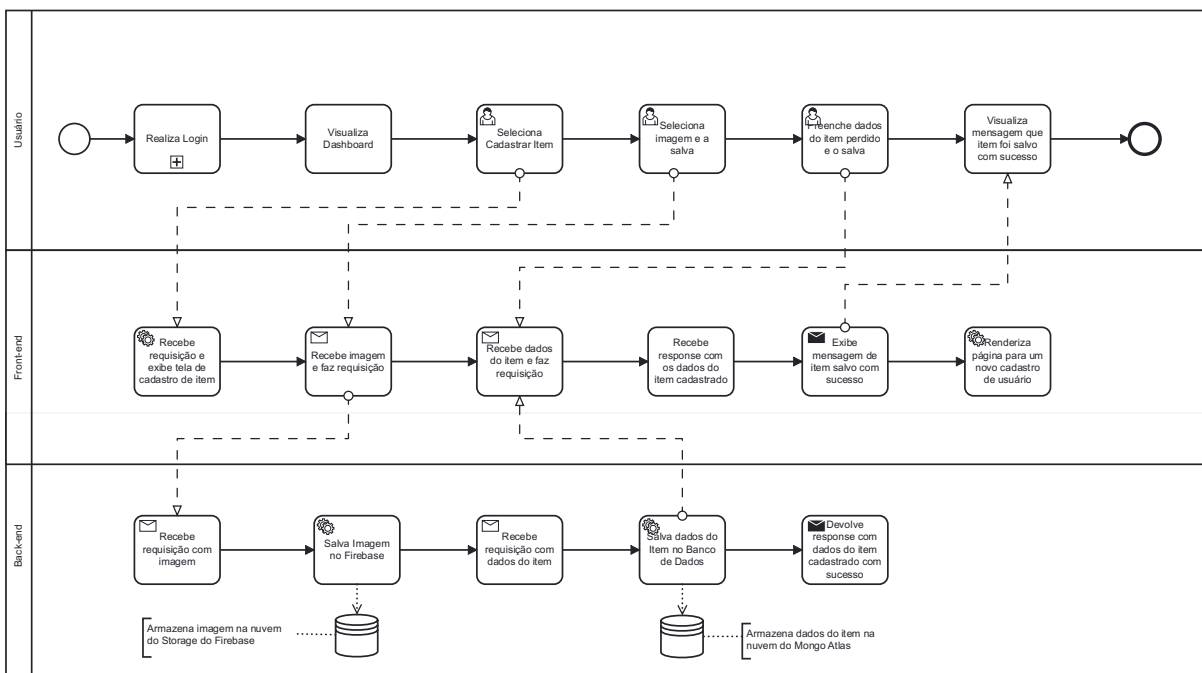 Usuário
Realiza Login
Visualiza
Dashboard
Seleciona
Cadastrar Item
Seleciona
imagem e a
salva
Preenche dados
do item perdido
e o salva
Visualiza
mensagem que
item foi salvo
com sucesso
Front-end
Recebe
requisição e
exibe tela de
cadastro de item
Recebe imagem
e faz requisição
Recebe dados
do item e faz
requisição
Recebe
response com
os dados do
item cadastrado
Exibe
mensagem de
item salvo com
sucesso
Renderiza
página para um
novo cadastro
de usuário
Back-end
Recebe
requisição com
imagem
Salva Imagem
no Firebase
Recebe
requisição com
dados do item
Salva dados do
Item no Banco
de Dados
Devolve
response com
dados do item
cadastrado com
sucesso
Armazena imagem na nuvem
do Storage do Firebase
Armazena dados do item na
nuvem do Mongo Atlas